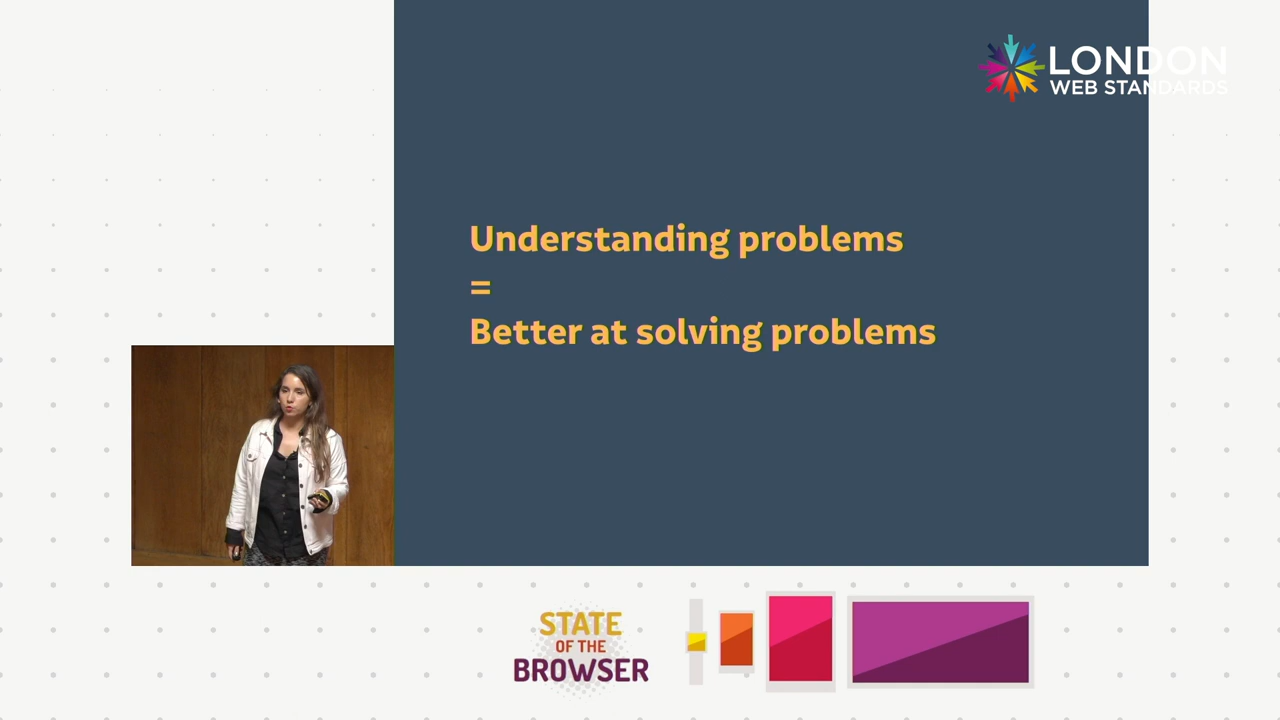 LONDON
WEB STANDARDS
Understanding problems
=
Better at solving problems
STATE
OF THE
BROWSER